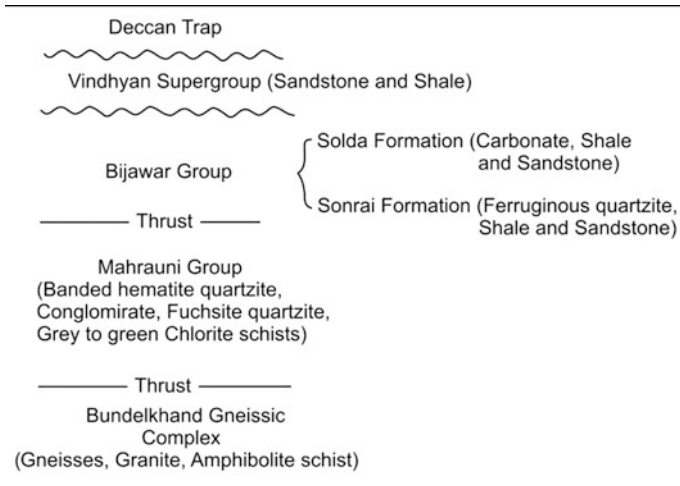 Deccan Trap
Vindhyan Supergroup (Sandstone and Shale)
Solda Formation (Carbonate, Shale
and Sandstone)
Bijawar Group
Sonrai Formation (Ferruginous quartzite,
Shale and Sandstone)
Thrust
Mahrauni Group
(Banded hematite quartzite,
Conglomirate, Fuchsite quartzite,
Grey to green Chlorite schists)
Thrust
Bundelkhand Gneissic
Complex
(Gneisses, Granite, Amphibolite schist)